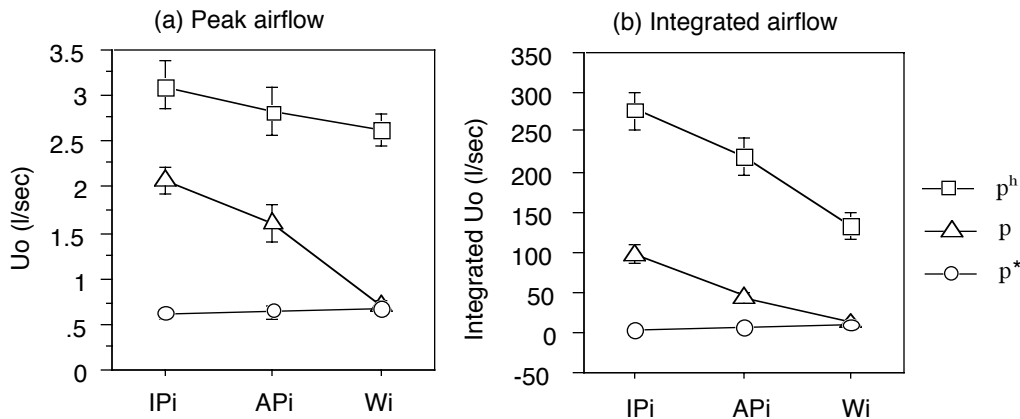 (a) Peak airflow
3.5
3
2.5
2
1.5
1
.5
0
Uo (l/sec)
IPi APi Wi
(b) Integrated airflow
350
300
250
200
150
100
50
0
-50
Integrated Uo (l/sec)
IPi APi Wi
pʰ
p
p*